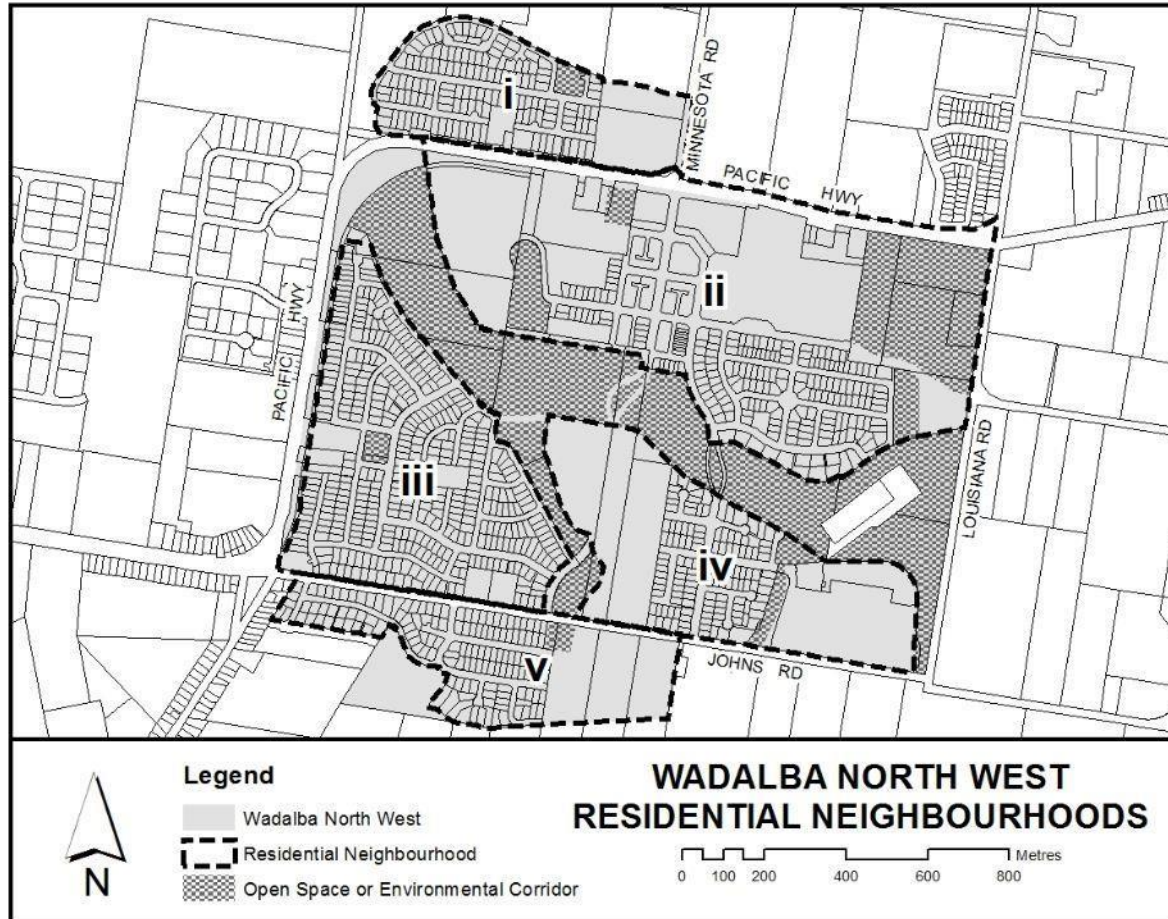 i
MINNESOTA RD
PACIFIC HWY
ii
PACIFIC HWY
iii
iv
LOUISIANA RD
v
JOHNS RD
Legend
Wadalba North West
Residential Neighbourhood
Open Space or Environmental Corridor
N
WADALBA NORTH WEST
RESIDENTIAL NEIGHBOURHOODS
Metres
0 100 200 400 600 800